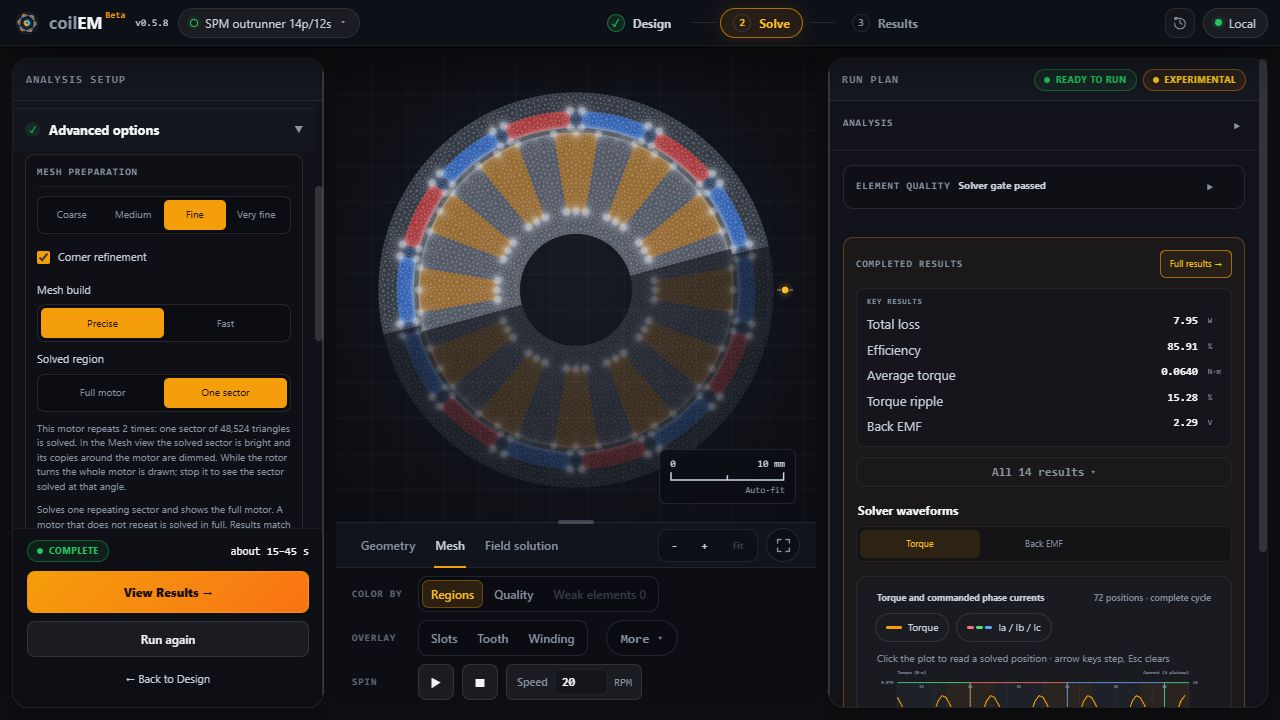 coilEM Beta v0.5.8 SPM outrunner 14p/12s
Design 2 Solve 3 Results
Local
ANALYSIS SETUP
Advanced options
MESH PREPARATION
Coarse Medium Fine Very fine
Corner refinement
Mesh build
Precise Fast
Solved region
Full motor One sector
This motor repeats 2 times: one sector of 48,524 triangles
is solved. In the Mesh view the solved sector is bright and
its copies around the motor are dimmed. While the rotor
turns the whole motor is drawn; stop it to see the sector
solved at that angle.
Solves one repeating sector and shows the full motor. A
motor that does not repeat is solved in full. Results match
COMPLETE about 15–45 s
View Results →
Run again
← Back to Design
0 10 mm
Auto-fit
Geometry Mesh Field solution - + Fit
COLOR BY Regions Quality Weak elements 0
OVERLAY Slots Tooth Winding More
SPIN Speed 20 RPM
RUN PLAN READY TO RUN EXPERIMENTAL
ANALYSIS
ELEMENT QUALITY Solver gate passed
COMPLETED RESULTS Full results →
KEY RESULTS
Total loss 7.95 W
Efficiency 85.91 %
Average torque 0.0640 N·m
Torque ripple 15.28 %
Back EMF 2.29 V
All 14 results
Solver waveforms
Torque Back EMF
Torque and commanded phase currents 72 positions · complete cycle
Torque Ia / Ib / Ic
Click the plot to read a solved position · arrow keys step, Esc clears
Torque (N·m)